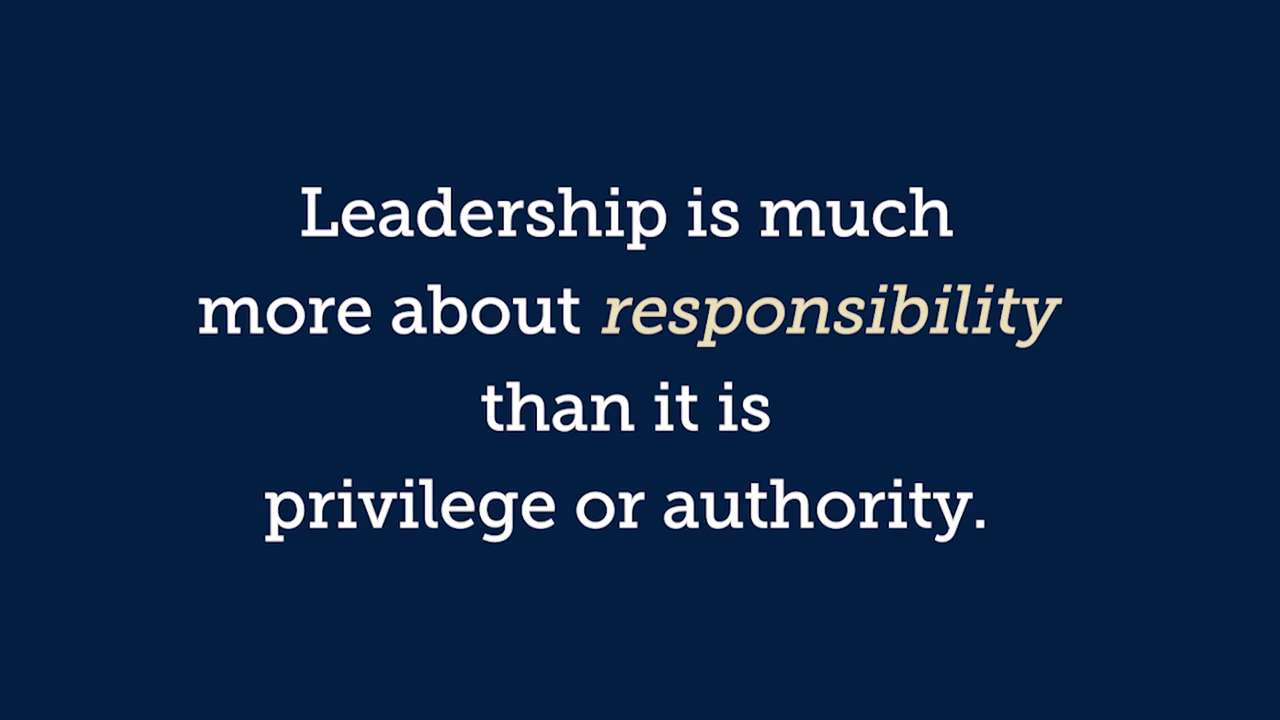 Leadership is much
more about responsibility
than it is
privilege or authority.